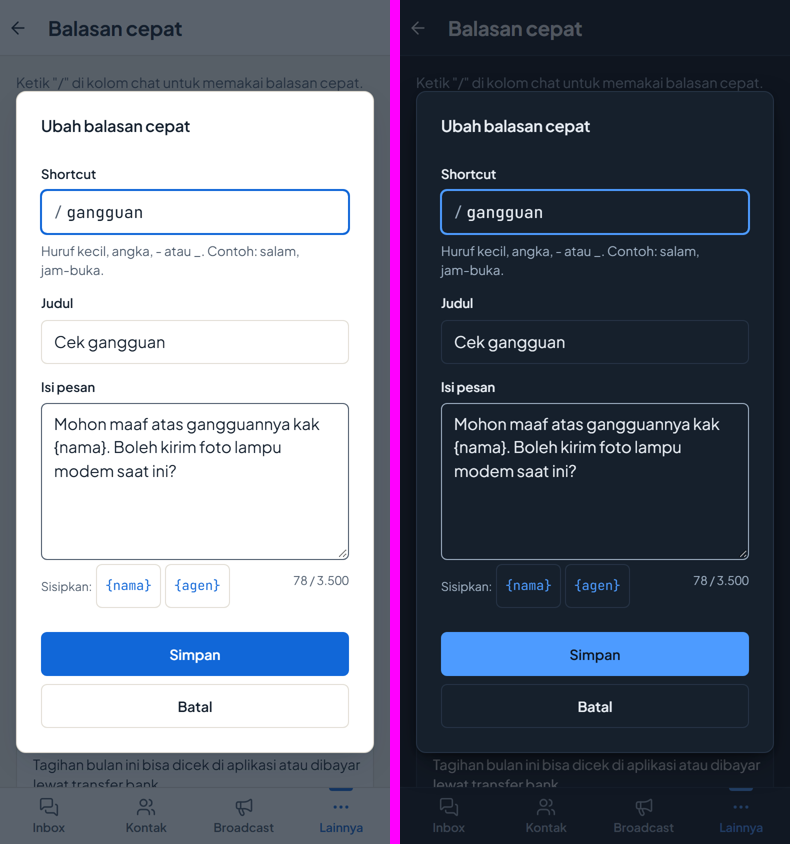 Balasan cepat
Ketik "/" di kolom chat untuk memakai balasan cepat.
Ubah balasan cepat
Shortcut
/ gangguan
Huruf kecil, angka, - atau _. Contoh: salam,
jam-buka.
Judul
Cek gangguan
Isi pesan
Mohon maaf atas gangguannya kak
{nama}. Boleh kirim foto lampu
modem saat ini?
Sisipkan: {nama} {agen} 78 / 3.500
Simpan
Batal
Tagihan bulan ini bisa dicek di aplikasi atau dibayar
lewat transfer bank
Inbox Kontak Broadcast Lainnya
Balasan cepat
Ketik "/" di kolom chat untuk memakai balasan cepat.
Ubah balasan cepat
Shortcut
/ gangguan
Huruf kecil, angka, - atau _. Contoh: salam,
jam-buka.
Judul
Cek gangguan
Isi pesan
Mohon maaf atas gangguannya kak
{nama}. Boleh kirim foto lampu
modem saat ini?
Sisipkan: {nama} {agen} 78 / 3.500
Simpan
Batal
Tagihan bulan ini bisa dicek di aplikasi atau dibayar
lewat transfer bank
Inbox Kontak Broadcast Lainnya